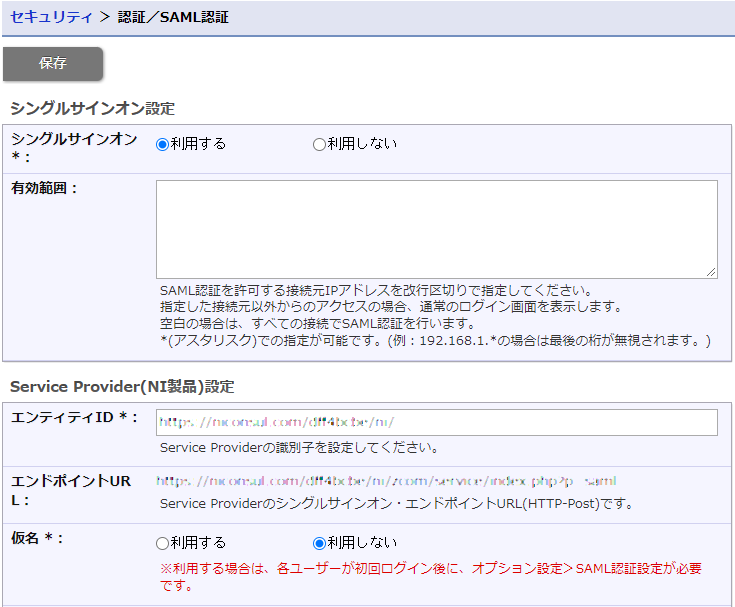 セキュリティ > 認証／SAML認証
保存
シングルサインオン設定
シングルサインオン
*：
利用する 利用しない
有効範囲：
SAML認証を許可する接続元IPアドレスを改行区切りで指定してください。
指定した接続元以外からのアクセスの場合、通常のログイン画面を表示します。
空白の場合は、すべての接続でSAML認証を行います。
*(アスタリスク)での指定が可能です。(例：192.168.1.*の場合は最後の桁が無視されます。)
Service Provider(NI製品)設定
エンティティID *：
Service Providerの識別子を設定してください。
エンドポイントUR
L：
Service Providerのシングルサインオン・エンドポイントURL(HTTP-Post)です。
仮名 *：
利用する 利用しない
※利用する場合は、各ユーザーが初回ログイン後に、オプション設定＞SAML認証設定が必要
です。